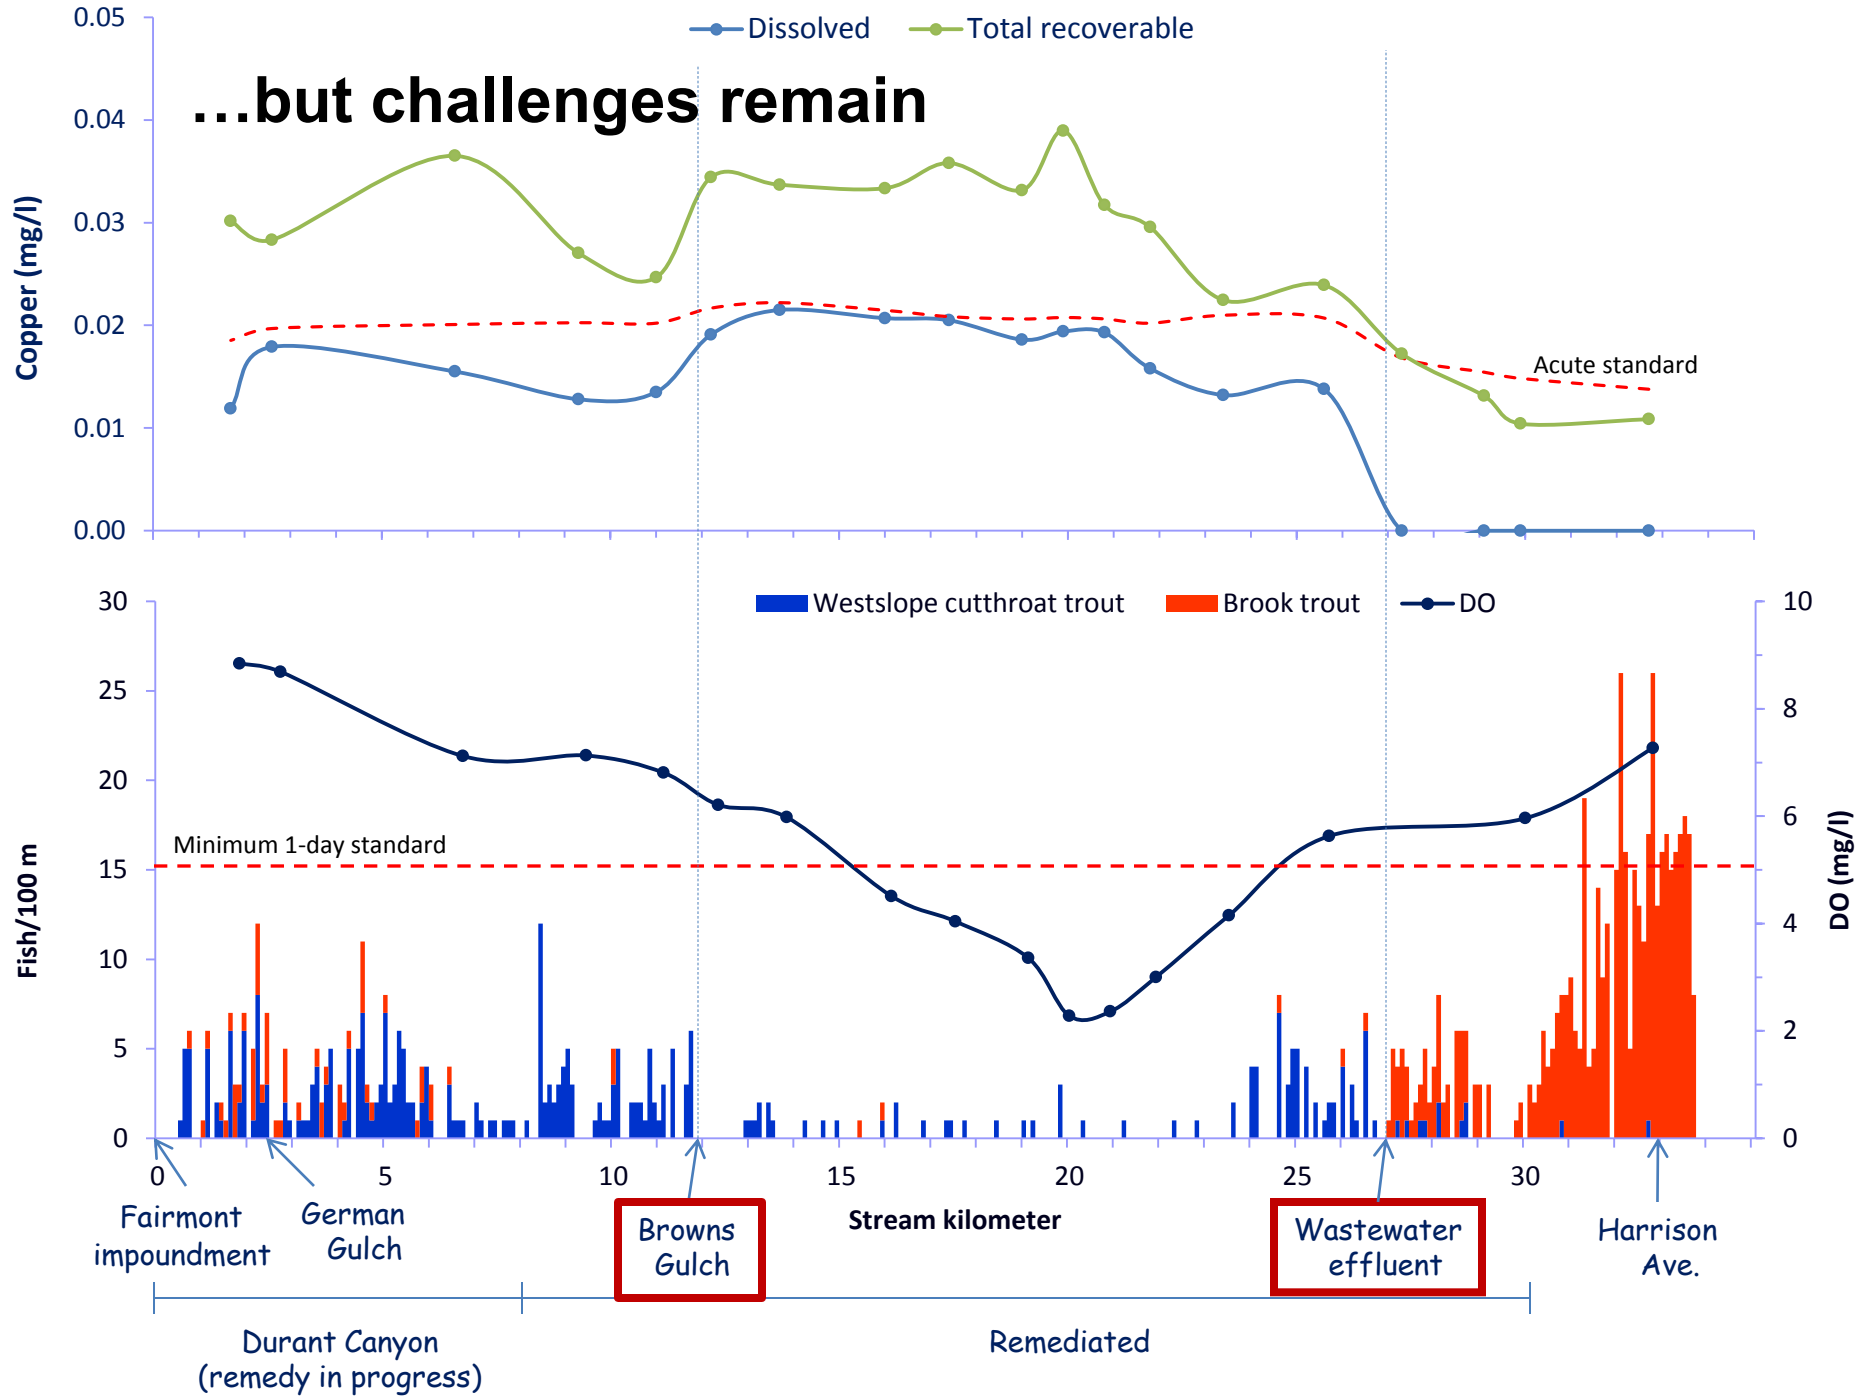 0.05
Dissolved
Total recoverable
…but challenges remain
0.04
0.03
0.02
0.01
0.00
Copper (mg/l)
Acute standard
30
Westslope cutthroat trout
Brook trout
DO
10
25
8
20
6
Minimum 1-day standard
15
4
10
2
5
0
0
Fish/100 m
DO (mg/l)
0
5
10
15
20
25
30
Stream kilometer
Fairmont
impoundment
German
Gulch
Browns
Gulch
Wastewater
effluent
Harrison
Ave.
Durant Canyon
(remedy in progress)
Remediated